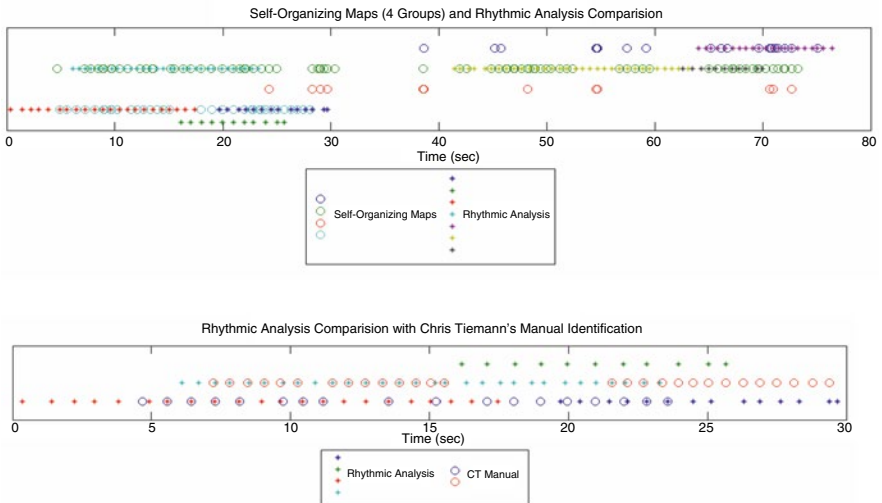 Self-Organizing Maps (4 Groups) and Rhythmic Analysis Comparision
0 10 20 30 40 50 60 70 80
Time (sec)
Self-Organizing Maps Rhythmic Analysis
Rhythmic Analysis Comparision with Chris Tiemann's Manual Identification
0 5 10 15 20 25 30
Time (sec)
Rhythmic Analysis CT Manual